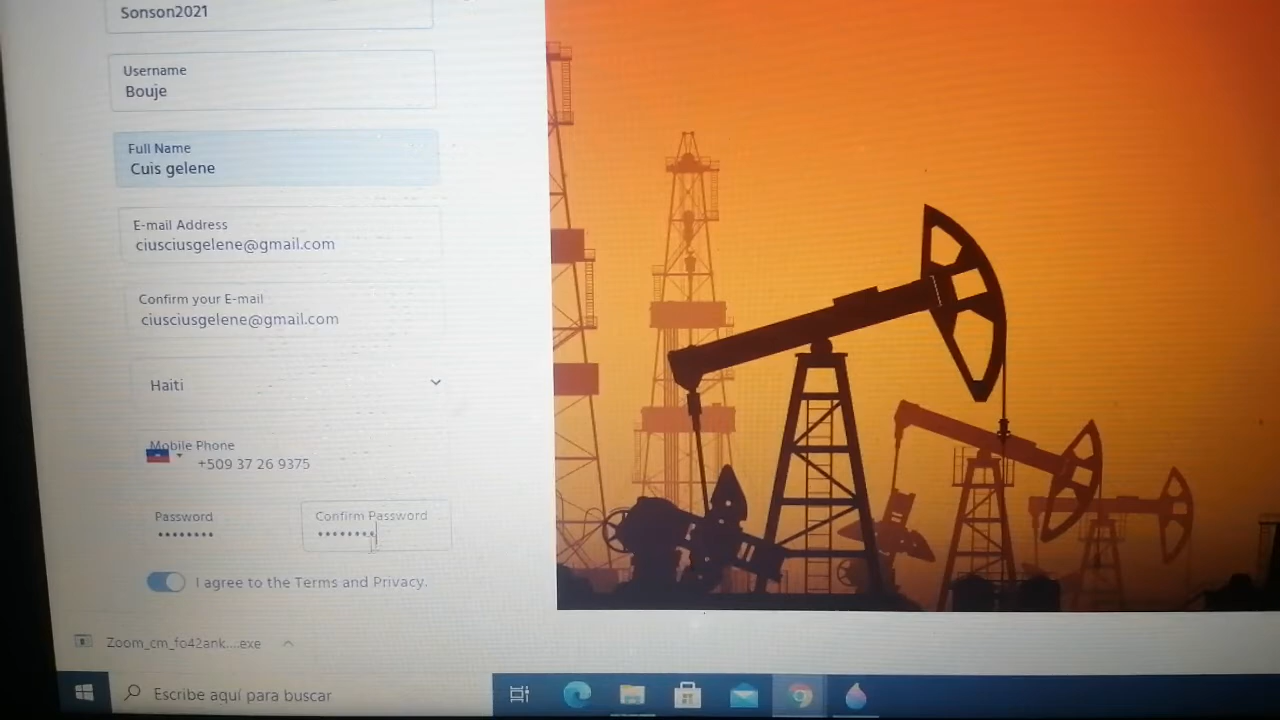 Sonson2021
Username
Bouje
Full Name
Cuis gelene
E-mail Address
ciusciusgelene@gmail.com
Confirm your E-mail
ciusciusgelene@gmail.com
Haiti
Mobile Phone
+509 37 26 9375
Password
••••••••
Confirm Password
••••••••
I agree to the Terms and Privacy.
Zoom_cm_fo42ank....exe
Escribe aquí para buscar